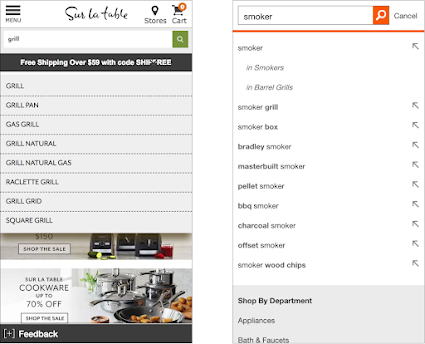 MENU
Sur la table
Stores
Cart
0
grill
Free Shipping Over $59 with code SHIPFREE
GRILL
GRILL PAN
GAS GRILL
GRILL NATURAL
GRILL NATURAL GAS
RACLETTE GRILL
GRILL GRID
SQUARE GRILL
$150
SHOP THE SALE
SUR LA TABLE
COOKWARE
UP TO
70% OFF
SHOP THE SALE
[+] Feedback
smoker
Cancel
smoker
in Smokers
in Barrel Grills
smoker grill
smoker box
bradley smoker
masterbuilt smoker
pellet smoker
bbq smoker
charcoal smoker
offset smoker
smoker wood chips
Shop By Department
Appliances
Bath & Faucets